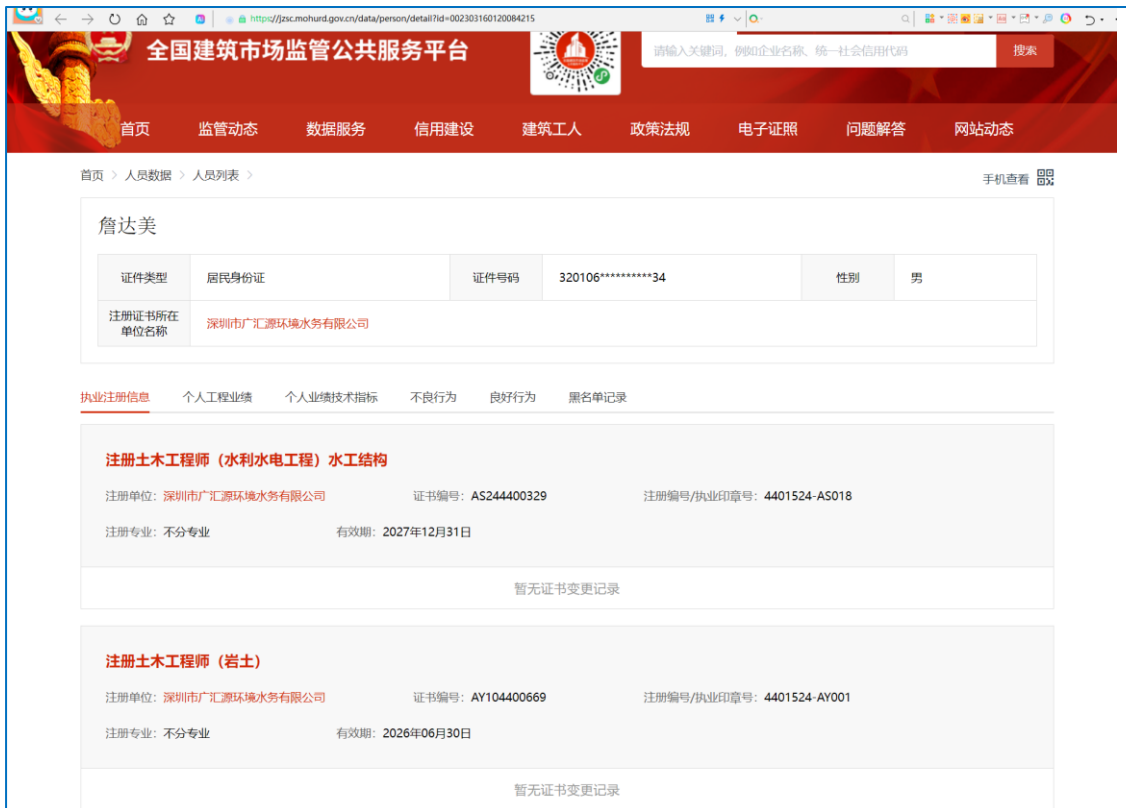 https://jzsc.mohurd.gov.cn/data/person/detail?id=002303160120084215
全国建筑市场监管公共服务平台
请输入关键词，例如企业名称、统一社会信用代码
搜索
首页 监管动态 数据服务 信用建设 建筑工人 政策法规 电子证照 问题解答 网站动态
首页 > 人员数据 > 人员列表 >
手机查看
詹达美
证件类型 居民身份证 证件号码 320106**********34 性别 男
注册证书所在
单位名称
深圳市广汇源环境水务有限公司
执业注册信息 个人工程业绩 个人业绩技术指标 不良行为 良好行为 黑名单记录
注册土木工程师（水利水电工程）水工结构
注册单位：深圳市广汇源环境水务有限公司 证书编号：AS244400329 注册编号/执业印章号：4401524-AS018
注册专业：不分专业 有效期：2027年12月31日
暂无证书变更记录
注册土木工程师（岩土）
注册单位：深圳市广汇源环境水务有限公司 证书编号：AY104400669 注册编号/执业印章号：4401524-AY001
注册专业：不分专业 有效期：2026年06月30日
暂无证书变更记录